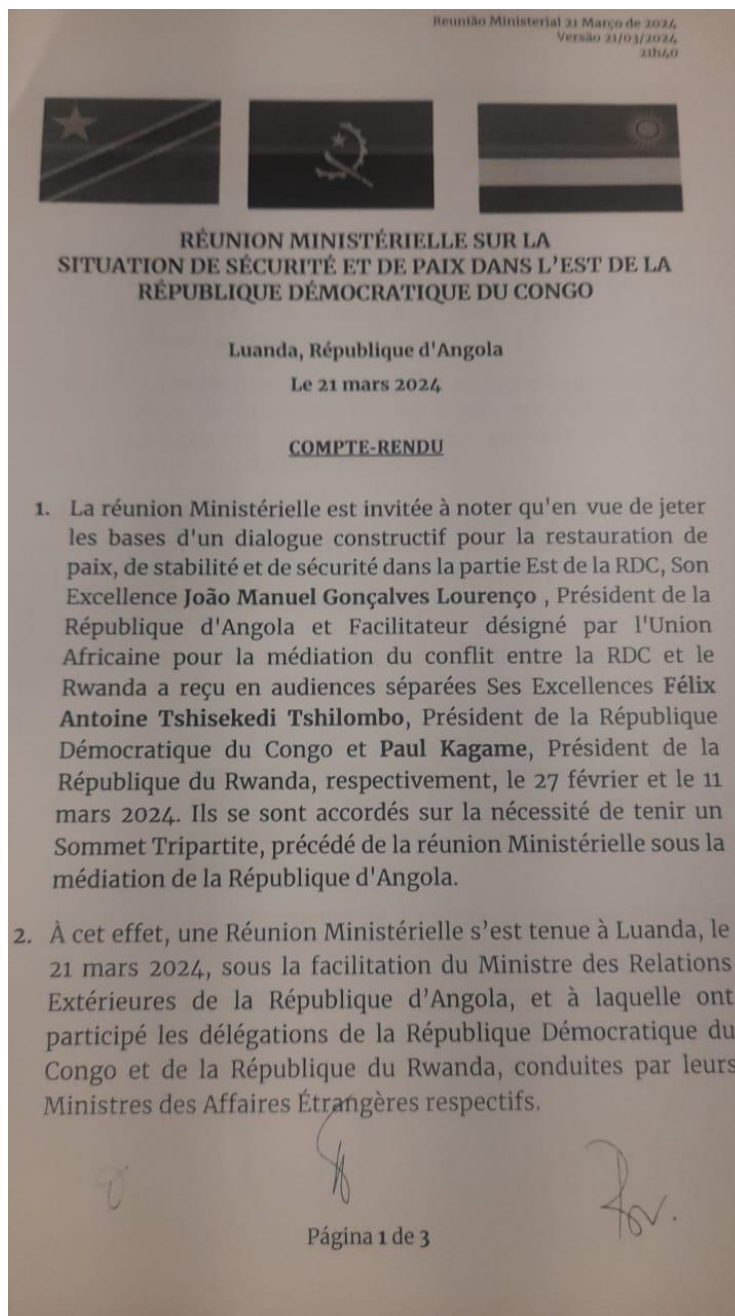 Reunião Ministerial 21 Março de 2024
Versão 21/03/2024
21h40
RÉUNION MINISTÉRIELLE SUR LA
SITUATION DE SÉCURITÉ ET DE PAIX DANS L'EST DE LA
RÉPUBLIQUE DÉMOCRATIQUE DU CONGO
Luanda, République d'Angola
Le 21 mars 2024
COMPTE-RENDU
1. La réunion Ministérielle est invitée à noter qu'en vue de jeter
les bases d'un dialogue constructif pour la restauration de
paix, de stabilité et de sécurité dans la partie Est de la RDC, Son
Excellence João Manuel Gonçalves Lourenço , Président de la
République d'Angola et Facilitateur désigné par l'Union
Africaine pour la médiation du conflit entre la RDC et le
Rwanda a reçu en audiences séparées Ses Excellences Félix
Antoine Tshisekedi Tshilombo, Président de la République
Démocratique du Congo et Paul Kagame, Président de la
République du Rwanda, respectivement, le 27 février et le 11
mars 2024. Ils se sont accordés sur la nécessité de tenir un
Sommet Tripartite, précédé de la réunion Ministérielle sous la
médiation de la République d'Angola.
2. À cet effet, une Réunion Ministérielle s'est tenue à Luanda, le
21 mars 2024, sous la facilitation du Ministre des Relations
Extérieures de la République d'Angola, et à laquelle ont
participé les délégations de la République Démocratique du
Congo et de la République du Rwanda, conduites par leurs
Ministres des Affaires Étrangères respectifs.
Página 1 de 3